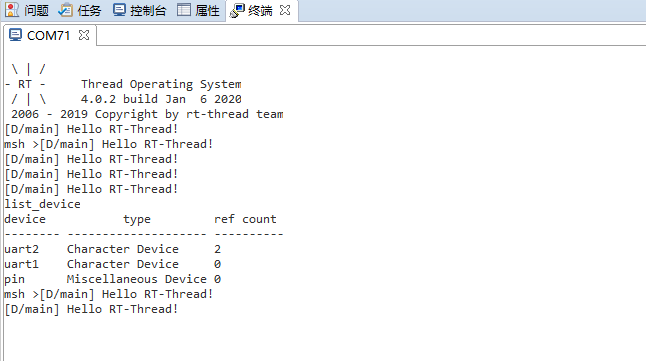 问题 任务 控制台 属性 终端
COM71
 \ | /
- RT -     Thread Operating System
 / | \     4.0.2 build Jan  6 2020
 2006 - 2019 Copyright by rt-thread team
[D/main] Hello RT-Thread!
msh >[D/main] Hello RT-Thread!
[D/main] Hello RT-Thread!
[D/main] Hello RT-Thread!
[D/main] Hello RT-Thread!
list_device
device           type         ref count
-------- -------------------- ----------
uart2    Character Device     2
uart1    Character Device     0
pin      Miscellaneous Device 0
msh >[D/main] Hello RT-Thread!
[D/main] Hello RT-Thread!